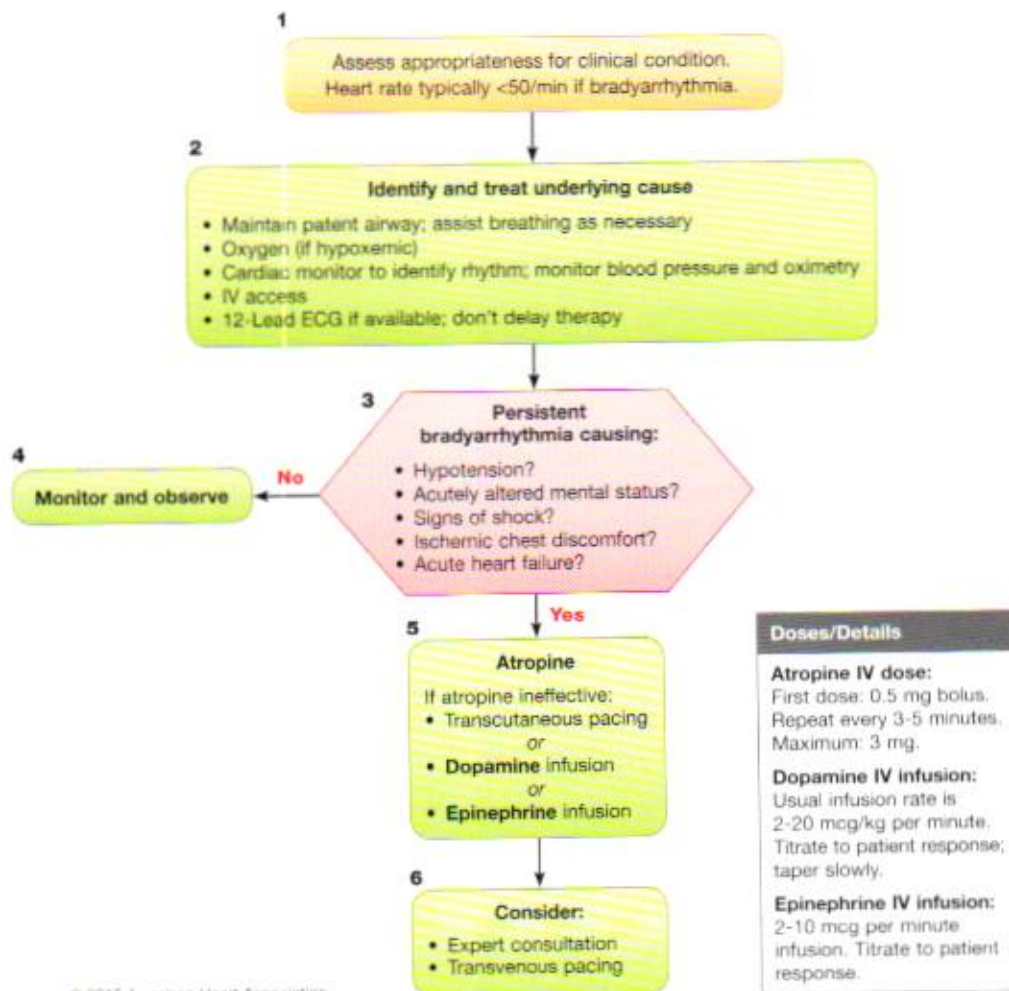 1
Assess appropriateness for clinical condition.
Heart rate typically <50/min if bradyarrhythmia.
2
Identify and treat underlying cause
• Maintain patent airway; assist breathing as necessary
• Oxygen (if hypoxemic)
• Cardiac monitor to identify rhythm; monitor blood pressure and oximetry
• IV access
• 12-Lead ECG if available; don't delay therapy
3
Persistent
bradyarrhythmia causing:
• Hypotension?
• Acutely altered mental status?
• Signs of shock?
• Ischemic chest discomfort?
• Acute heart failure?
No
4
Monitor and observe
Yes
5
Atropine
If atropine ineffective:
• Transcutaneous pacing
or
• Dopamine infusion
or
• Epinephrine infusion
6
Consider:
• Expert consultation
• Transvenous pacing
Doses/Details
Atropine IV dose:
First dose: 0.5 mg bolus.
Repeat every 3-5 minutes.
Maximum: 3 mg.
Dopamine IV infusion:
Usual infusion rate is
2-20 mcg/kg per minute.
Titrate to patient response;
taper slowly.
Epinephrine IV infusion:
2-10 mcg per minute
infusion. Titrate to patient
response.